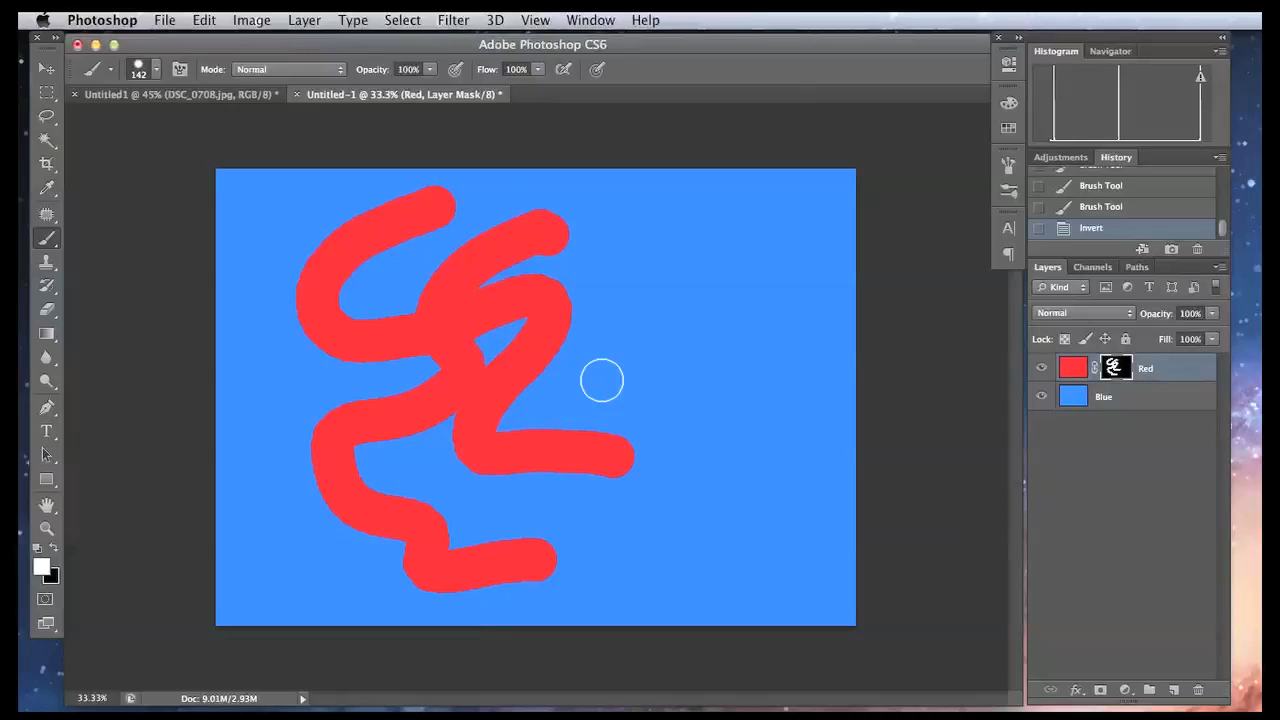 Photoshop File Edit Image Layer Type Select Filter 3D View Window Help
Adobe Photoshop CS6
142 Mode: Normal Opacity: 100% Flow: 100%
Untitled1 @ 45% (DSC_0708.jpg, RGB/8) * Untitled-1 @ 33.3% (Red, Layer Mask/8) *
Histogram Navigator
Adjustments History
Brush Tool
Brush Tool
Invert
Layers Channels Paths
Kind
Normal Opacity: 100%
Lock: Fill: 100%
Red
Blue
33.33% Doc: 9.01M/2.93M